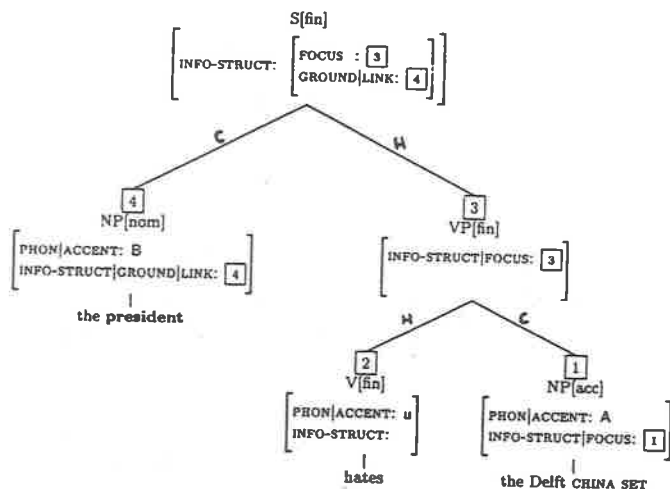 S[fin]
INFO-STRUCT: [FOCUS : 3
GROUND|LINK: 4]
C H
4 3
NP[nom] VP[fin]
PHON|ACCENT: B
INFO-STRUCT|GROUND|LINK: 4
INFO-STRUCT|FOCUS: 3
the president
H C
2 1
V[fin] NP[acc]
PHON|ACCENT: u
INFO-STRUCT:
PHON|ACCENT: A
INFO-STRUCT|FOCUS: 1
hates the Delft CHINA SET